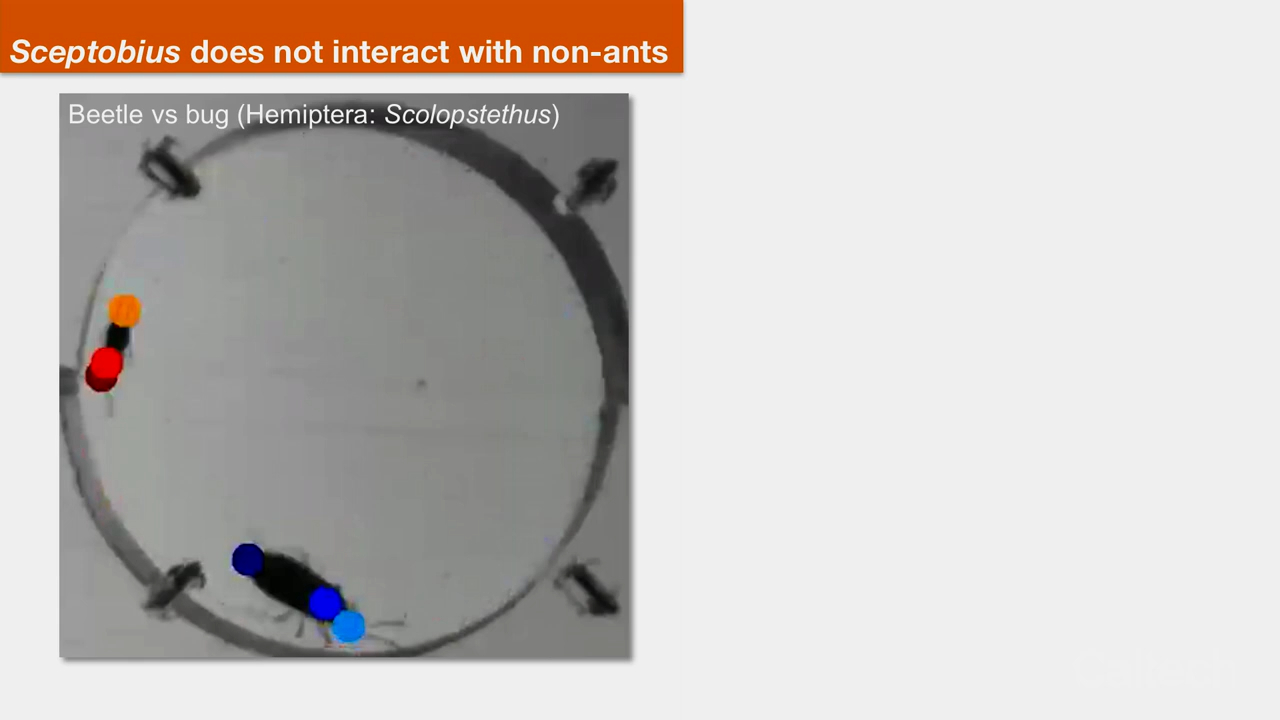 Sceptobius does not interact with non-ants
Beetle vs bug (Hemiptera: Scolopstethus)
Caltech